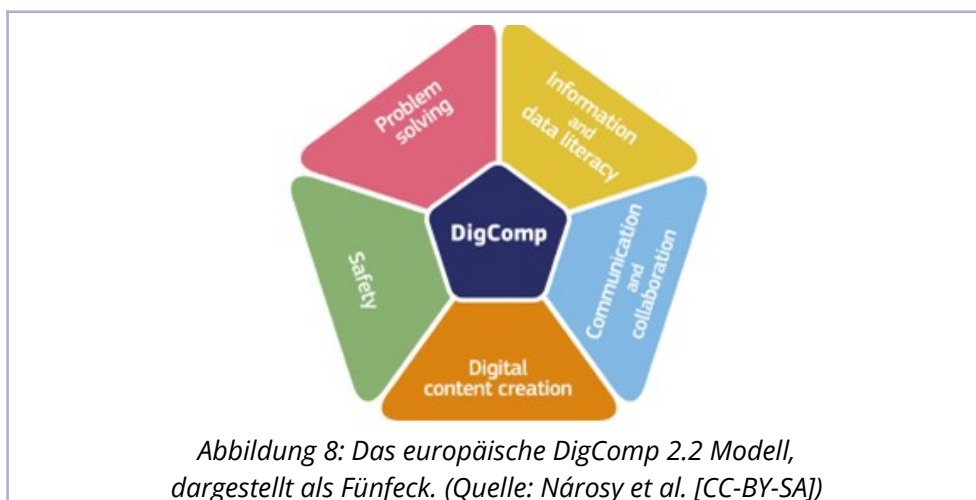 Problem
solving
Information
and
data literacy
DigComp
Safety
Communication
and
collaboration
Digital
content creation
Abbildung 8: Das europäische DigComp 2.2 Modell,
dargestellt als Fünfeck. (Quelle: Nárosy et al. [CC-BY-SA])